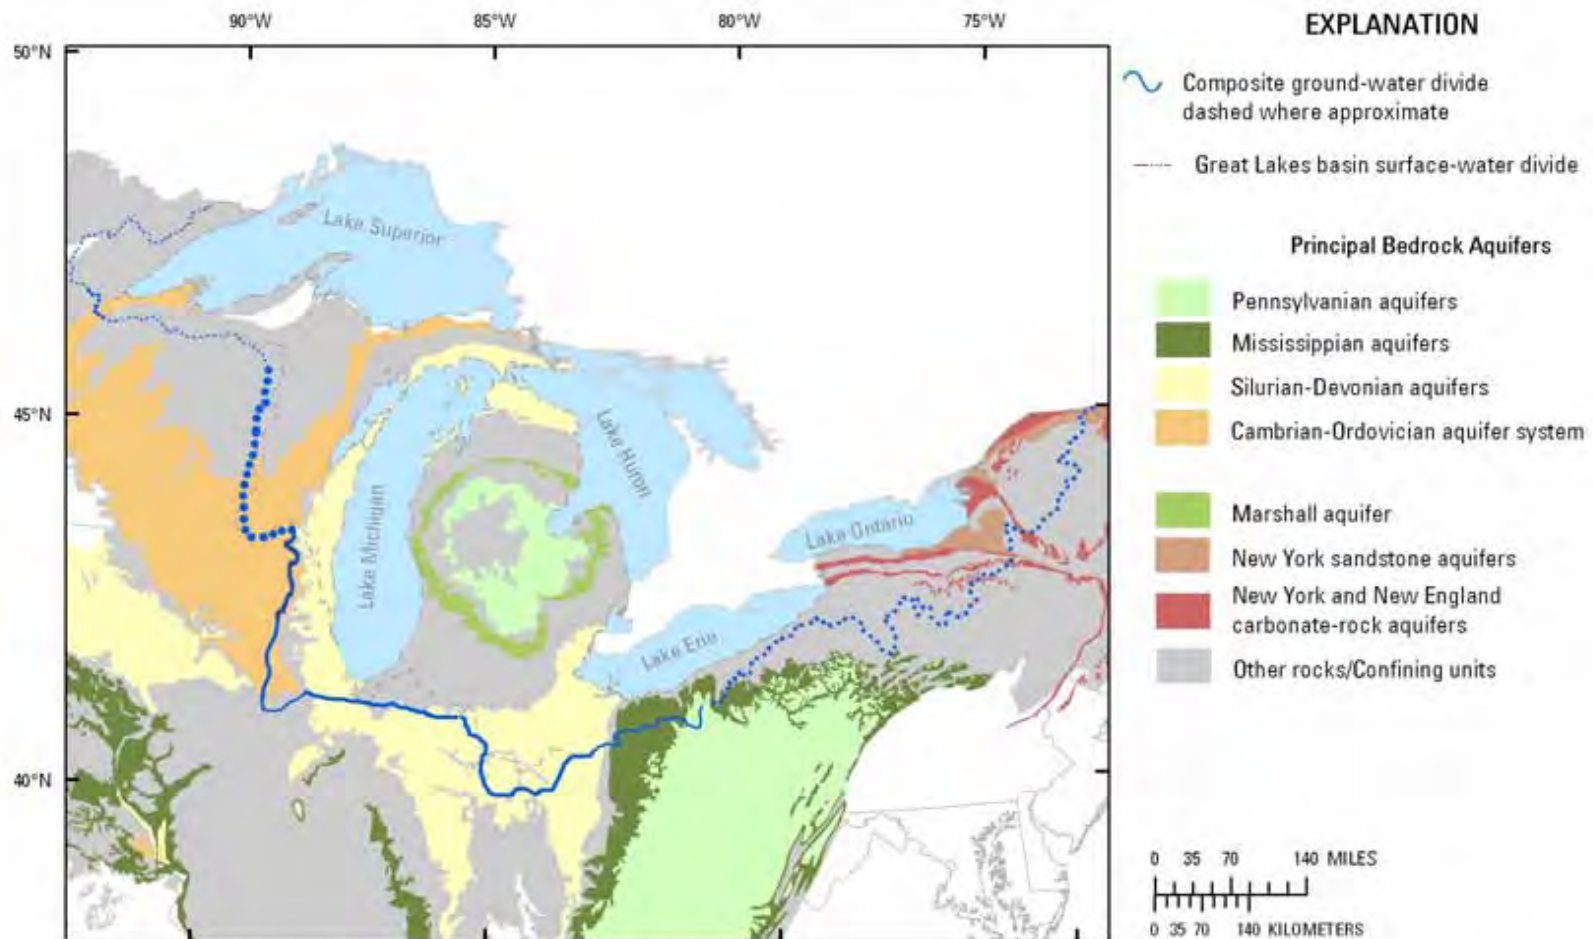 90°W 85°W 80°W 75°W
50°N
45°N
40°N
Lake Superior
Lake Michigan
Lake Huron
Lake Ontario
Lake Erie
EXPLANATION
Composite ground-water divide
dashed where approximate
Great Lakes basin surface-water divide
Principal Bedrock Aquifers
Pennsylvanian aquifers
Mississippian aquifers
Silurian-Devonian aquifers
Cambrian-Ordovician aquifer system
Marshall aquifer
New York sandstone aquifers
New York and New England
carbonate-rock aquifers
Other rocks/Confining units
0 35 70 140 MILES
0 35 70 140 KILOMETERS